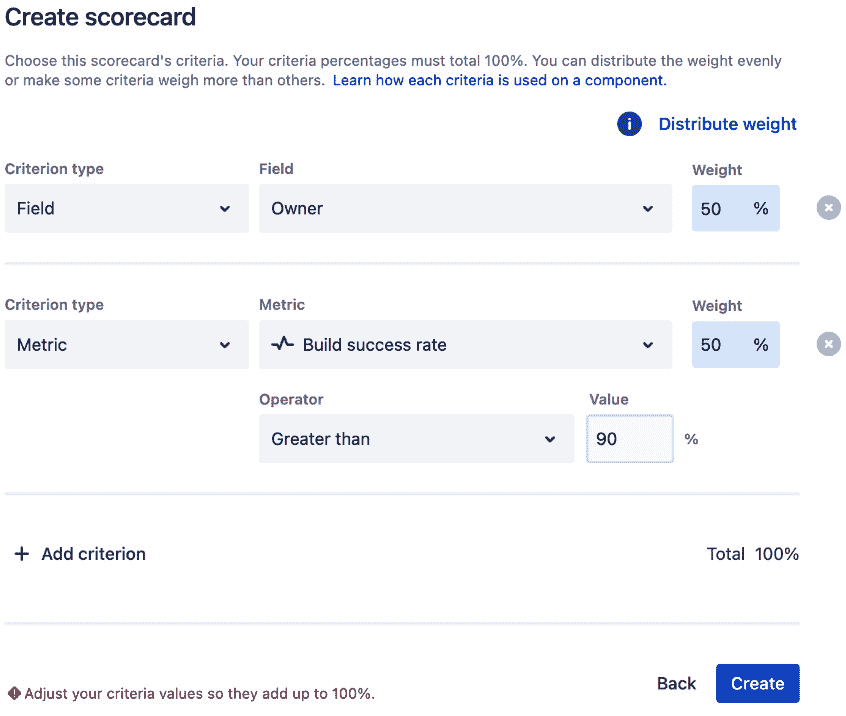 Create scorecard
Choose this scorecard's criteria. Your criteria percentages must total 100%. You can distribute the weight evenly
or make some criteria weigh more than others. Learn how each criteria is used on a component.
Distribute weight
Criterion type Field Weight
Field Owner 50 %
Criterion type Metric Weight
Metric Build success rate 50 %
Operator Value
Greater than 90 %
+ Add criterion Total 100%
Back Create
Adjust your criteria values so they add up to 100%.